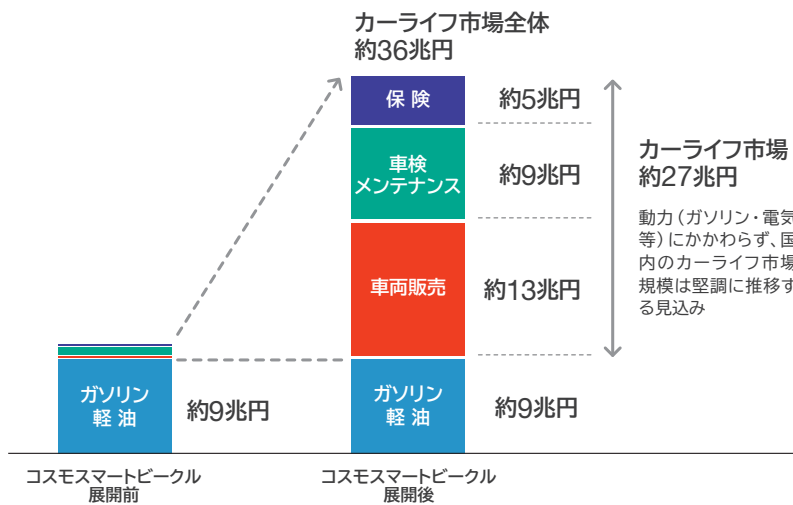 カーライフ市場全体
約36兆円
保 険
約5兆円
車検
メンテナンス
約9兆円
車両販売
約13兆円
ガソリン
軽 油
約9兆円
ガソリン
軽 油
約9兆円
カーライフ市場
約27兆円
動力（ガソリン・電気
等）にかかわらず、国
内のカーライフ市場
規模は堅調に推移す
る見込み
コスモスマートビークル
展開前
コスモスマートビークル
展開後